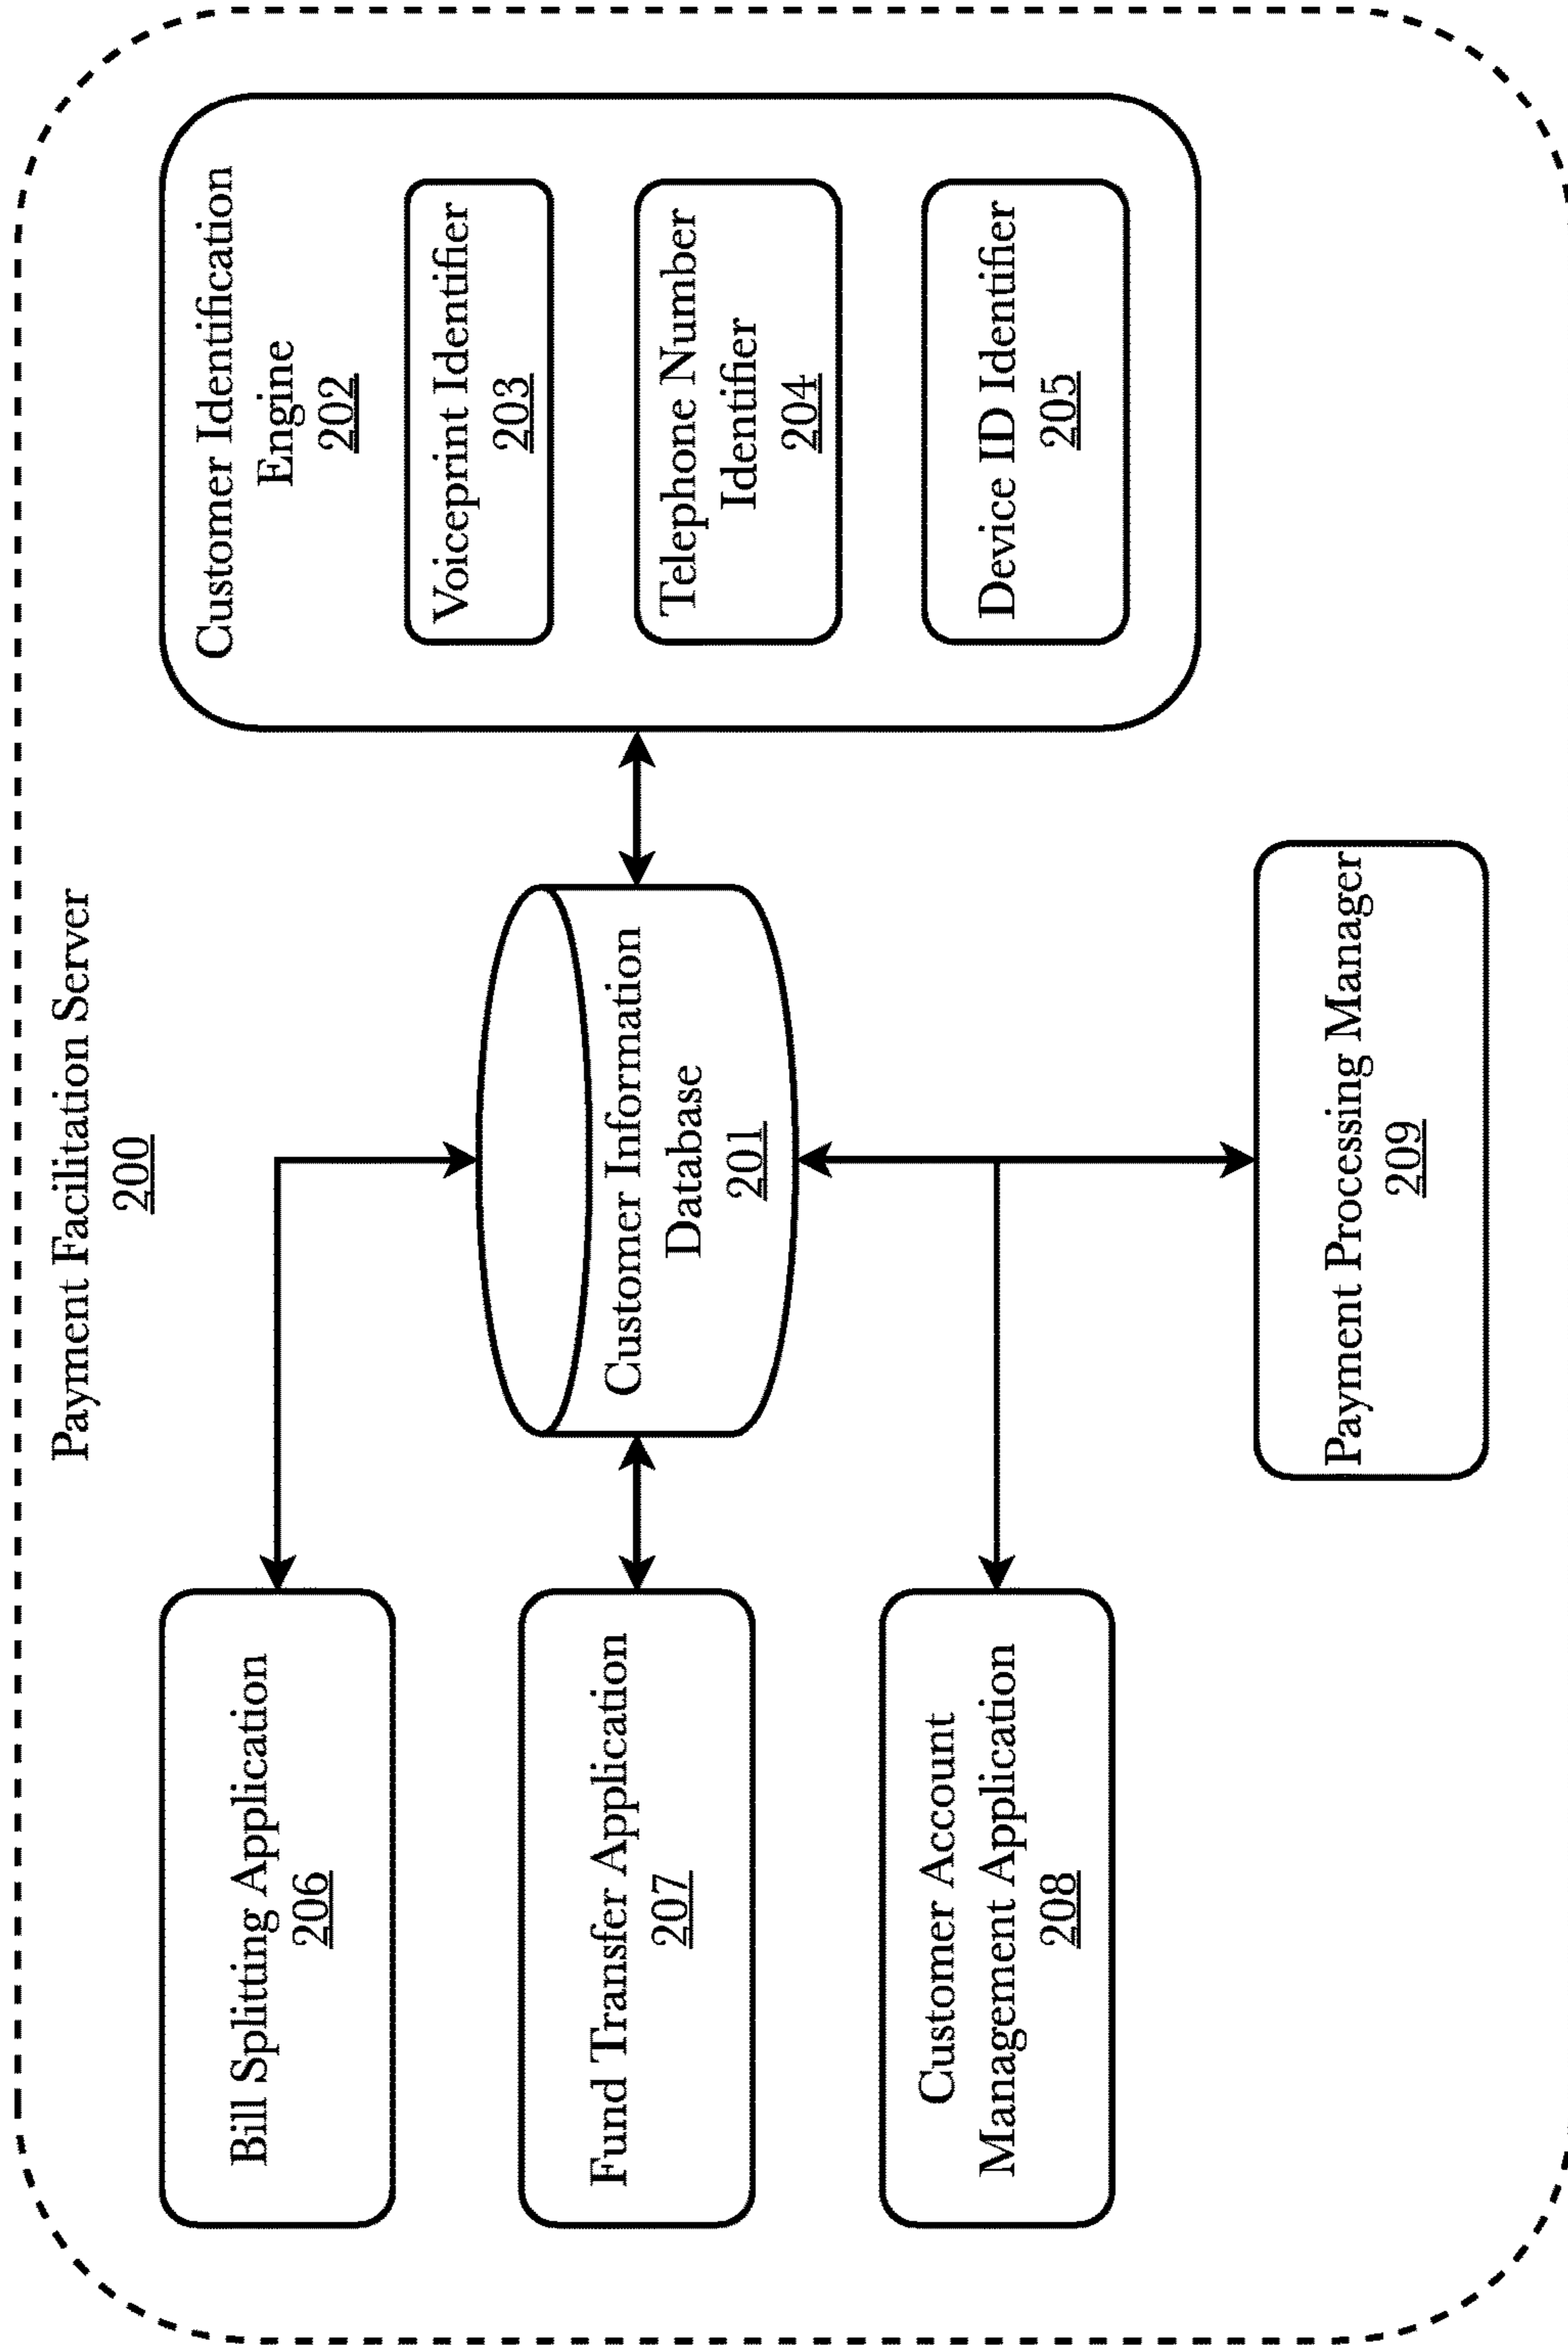 Payment Facilitation Server
200
Bill Splitting Application
206
Fund Transfer Application
207
Customer Account
Management Application
208
Customer Information
Database
201
Payment Processing Manager
209
Customer Identification
Engine
202
Voiceprint Identifier
203
Telephone Number
Identifier
204
Device ID Identifier
205